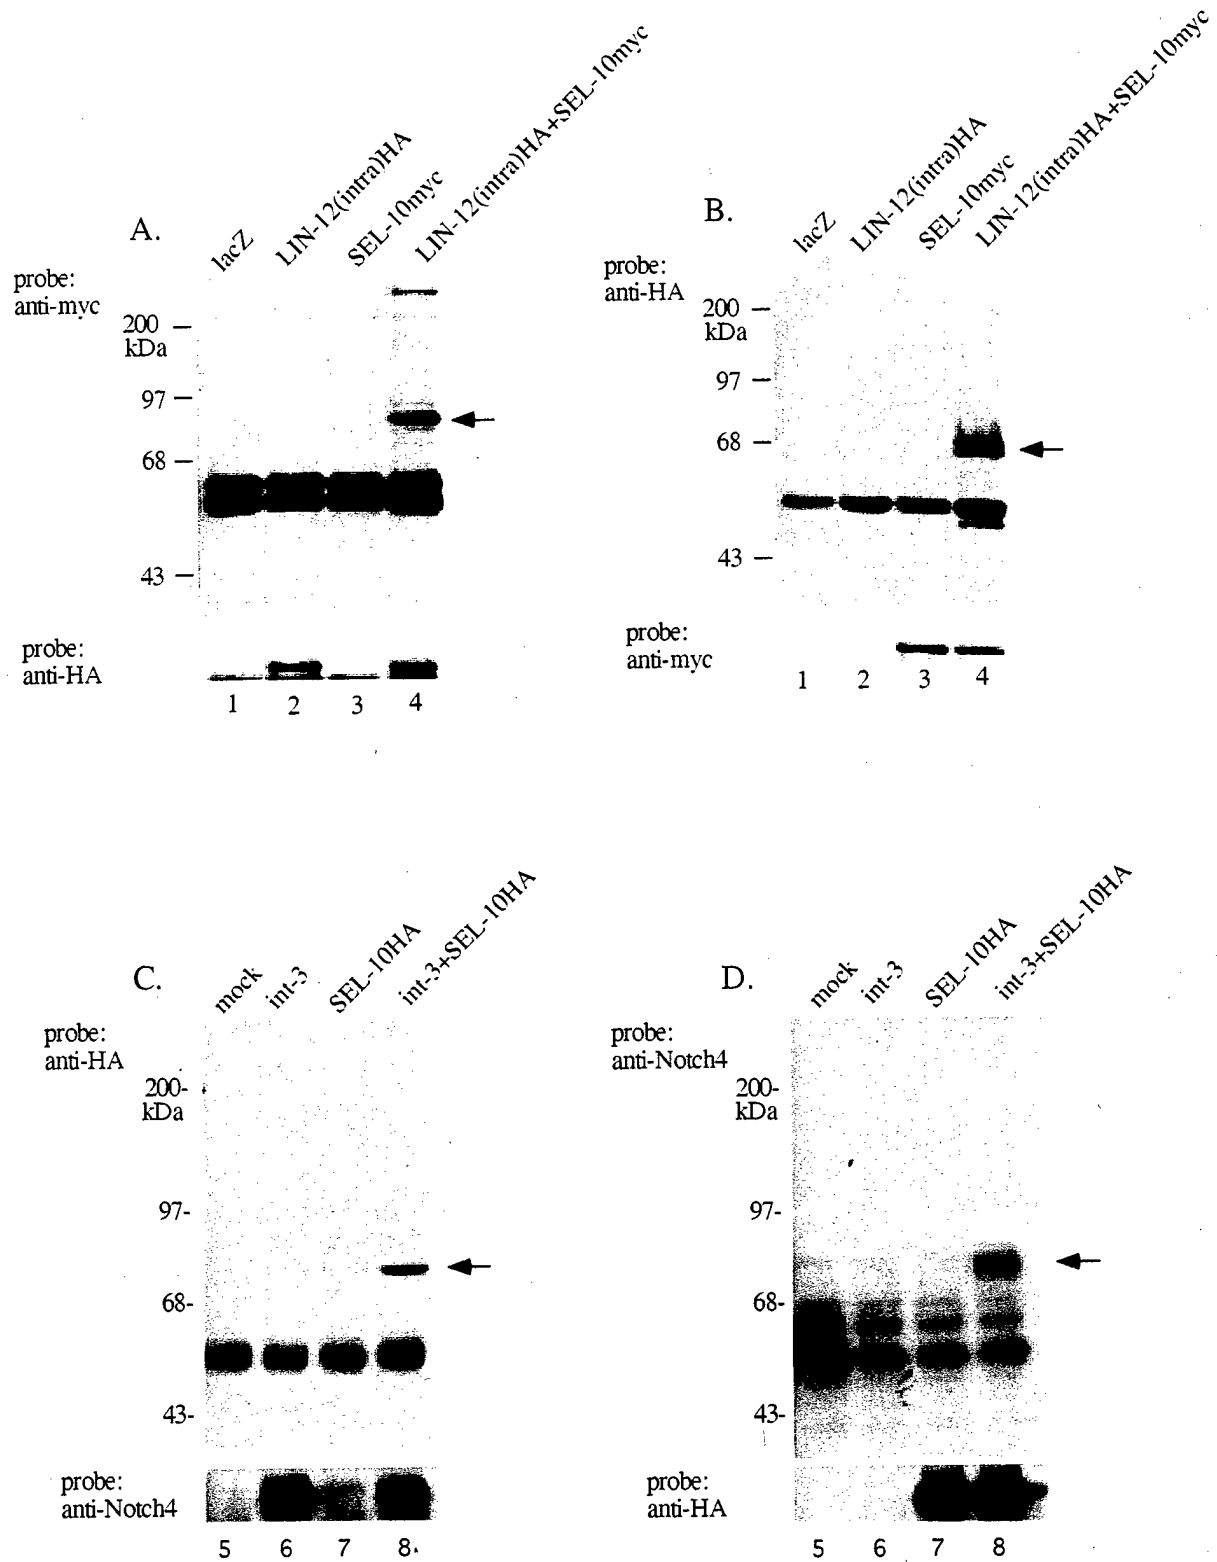 A.
lacZ
LIN-12(intra)HA
SEL-10myc
LIN-12(intra)HA+SEL-10myc
probe:
anti-myc
200
kDa
97
68
43
probe:
anti-HA
1 2 3 4
B.
lacZ
LIN-12(intra)HA
SEL-10myc
LIN-12(intra)HA+SEL-10myc
probe:
anti-HA
200
kDa
97
68
43
probe:
anti-myc
1 2 3 4
C.
mock
int-3
SEL-10HA
int-3+SEL-10HA
probe:
anti-HA
200-
kDa
97-
68-
43-
probe:
anti-Notch4
5 6 7 8
D.
mock
int-3
SEL-10HA
int-3+SEL-10HA
probe:
anti-Notch4
200-
kDa
97-
68-
43-
probe:
anti-HA
5 6 7 8